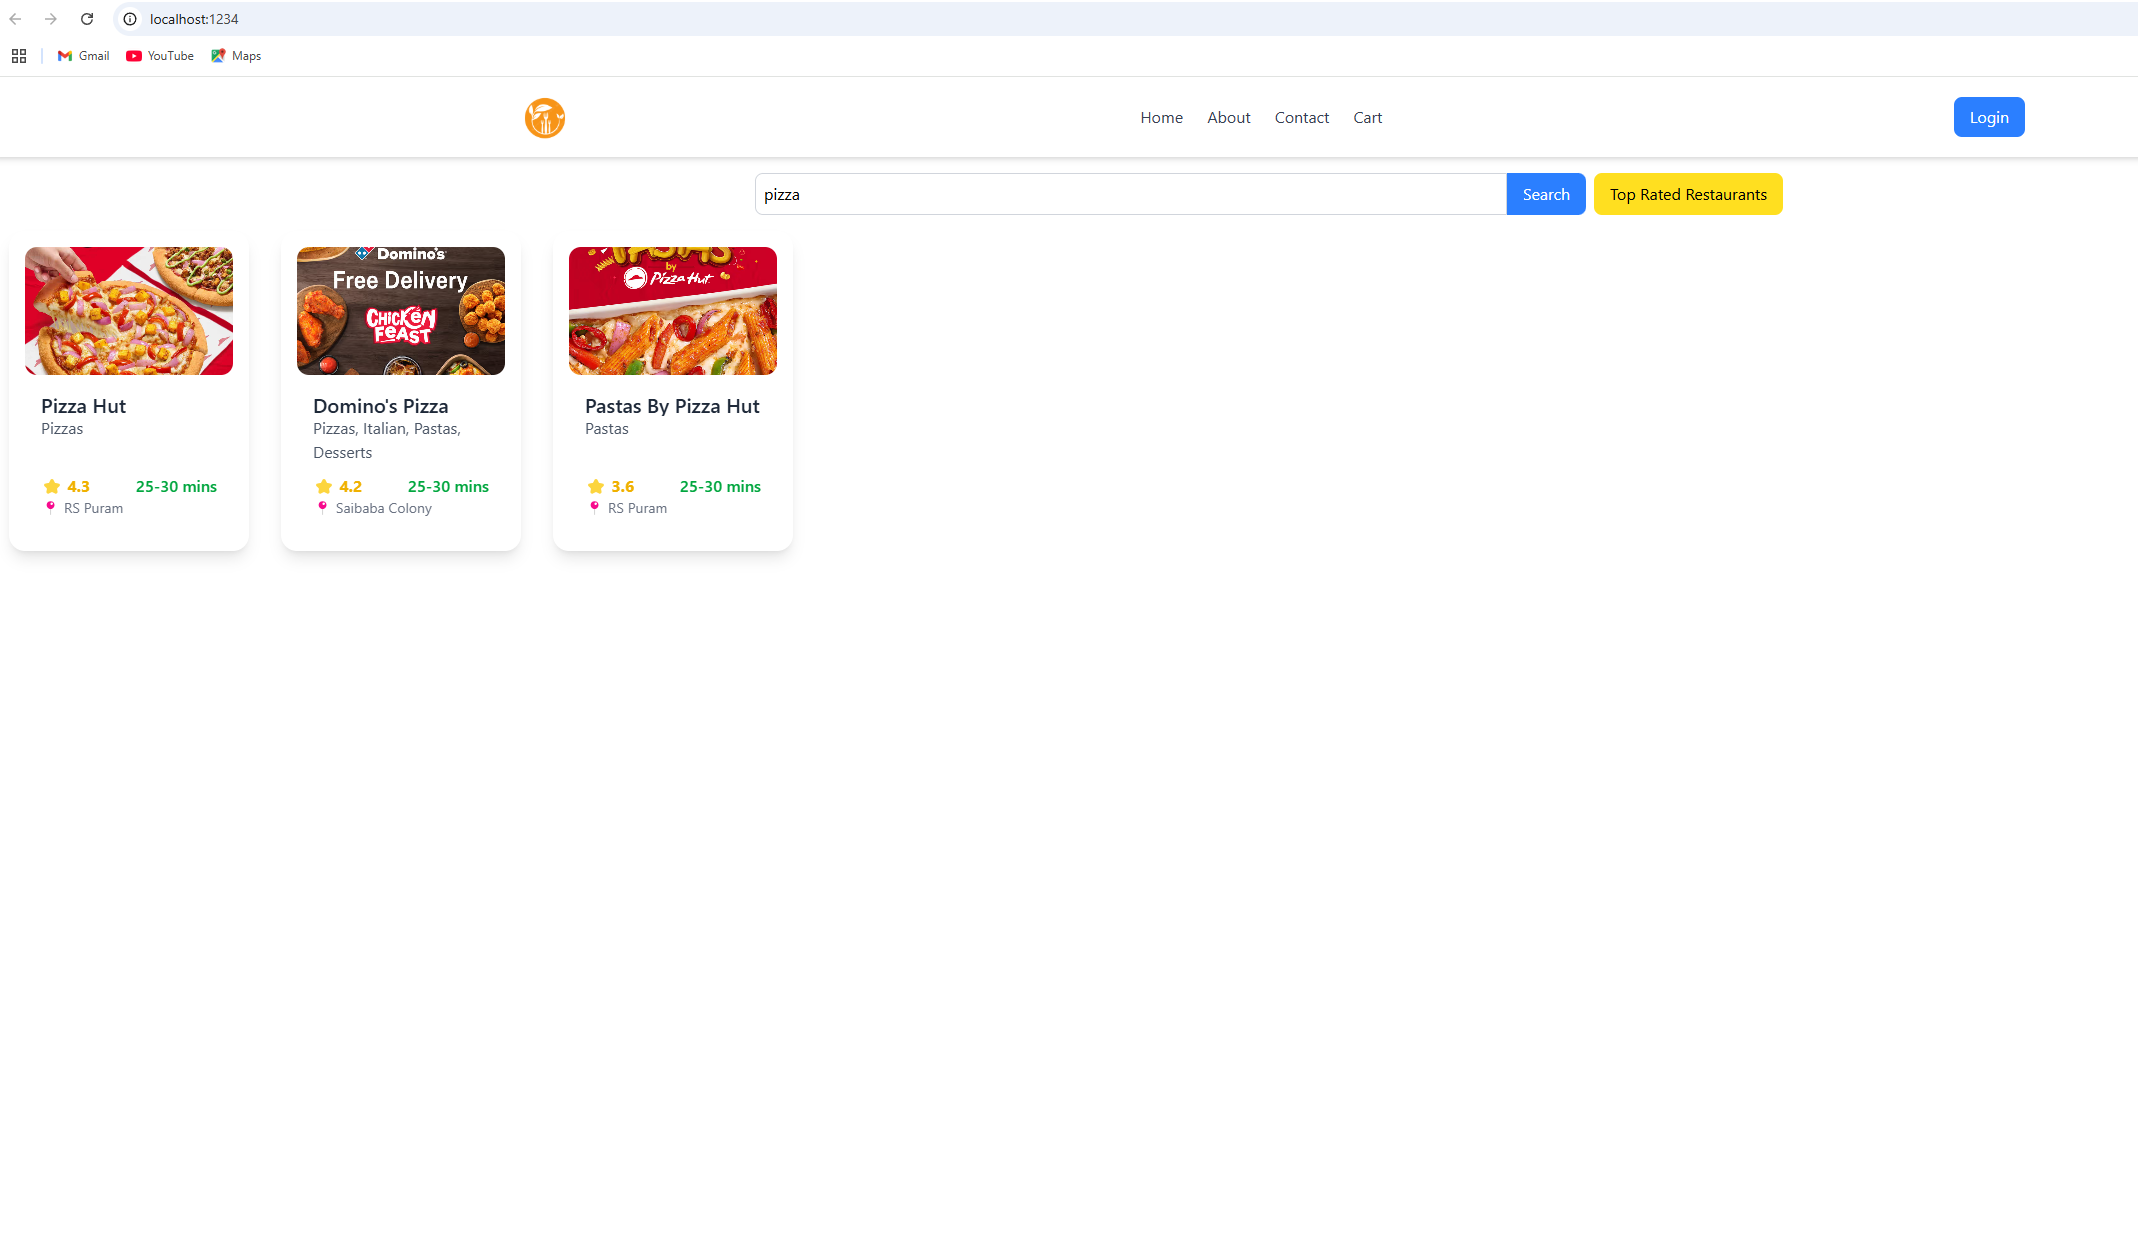 localhost:1234
Gmail YouTube Maps
Home About Contact Cart Login
pizza Search Top Rated Restaurants
Pizza Hut
Pizzas
4.3 25-30 mins
RS Puram
Domino's
Free Delivery
CHICKEN
FEAST
Domino's Pizza
Pizzas, Italian, Pastas,
Desserts
4.2 25-30 mins
Saibaba Colony
PASTAS
by
Pizza Hut
Pastas By Pizza Hut
Pastas
3.6 25-30 mins
RS Puram